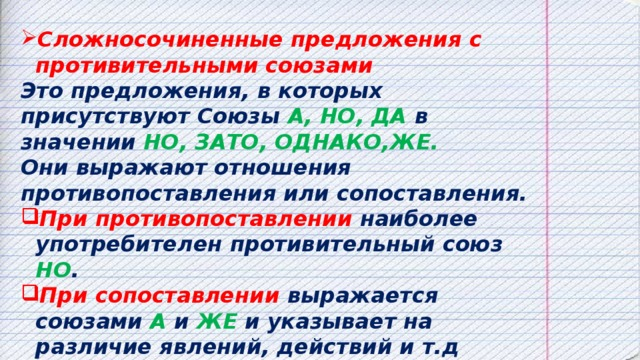 Сложносочиненные предложения с
противительными союзами
Это предложения, в которых
присутствуют Союзы А, НО, ДА в
значении НО, ЗАТО, ОДНАКО,ЖЕ.
Они выражают отношения
противопоставления или сопоставления.
При противопоставлении наиболее
употребителен противительный союз
НО.
При сопоставлении выражается
союзами А и ЖЕ и указывает на
различие явлений, действий и т.д